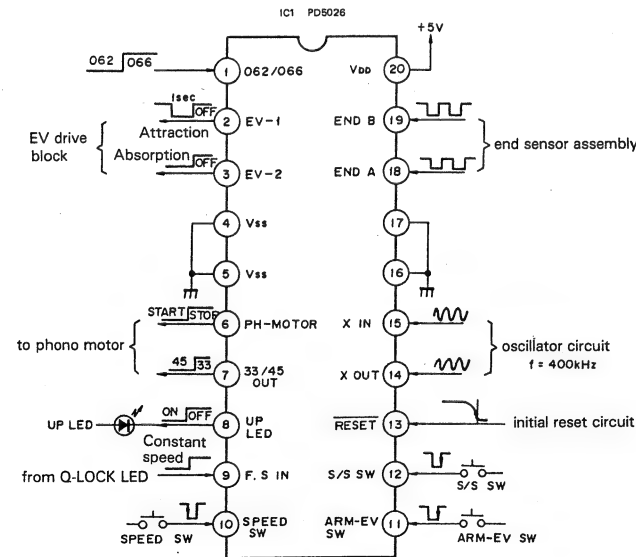 IC1 PD5026
062 066
1 062/066
1sec OFF
2 EV-1
Attraction
EV drive
block
Absorption OFF
3 EV-2
4 Vss
5 Vss
START STOP
6 PH-MOTOR
to phono motor
45 33
7 33/45
OUT
ON OFF
UP LED
8 UP
LED
Constant
speed
from Q-LOCK LED
9 F.S IN
SPEED SW
10 SPEED
SW
+5V
VDD 20
END B 19
end sensor assembly
END A 18
17
16
X IN 15
oscillator circuit
f = 400kHz
X OUT 14
RESET 13
initial reset circuit
S/S SW 12
S/S SW
ARM-EV
SW 11
ARM-EV SW